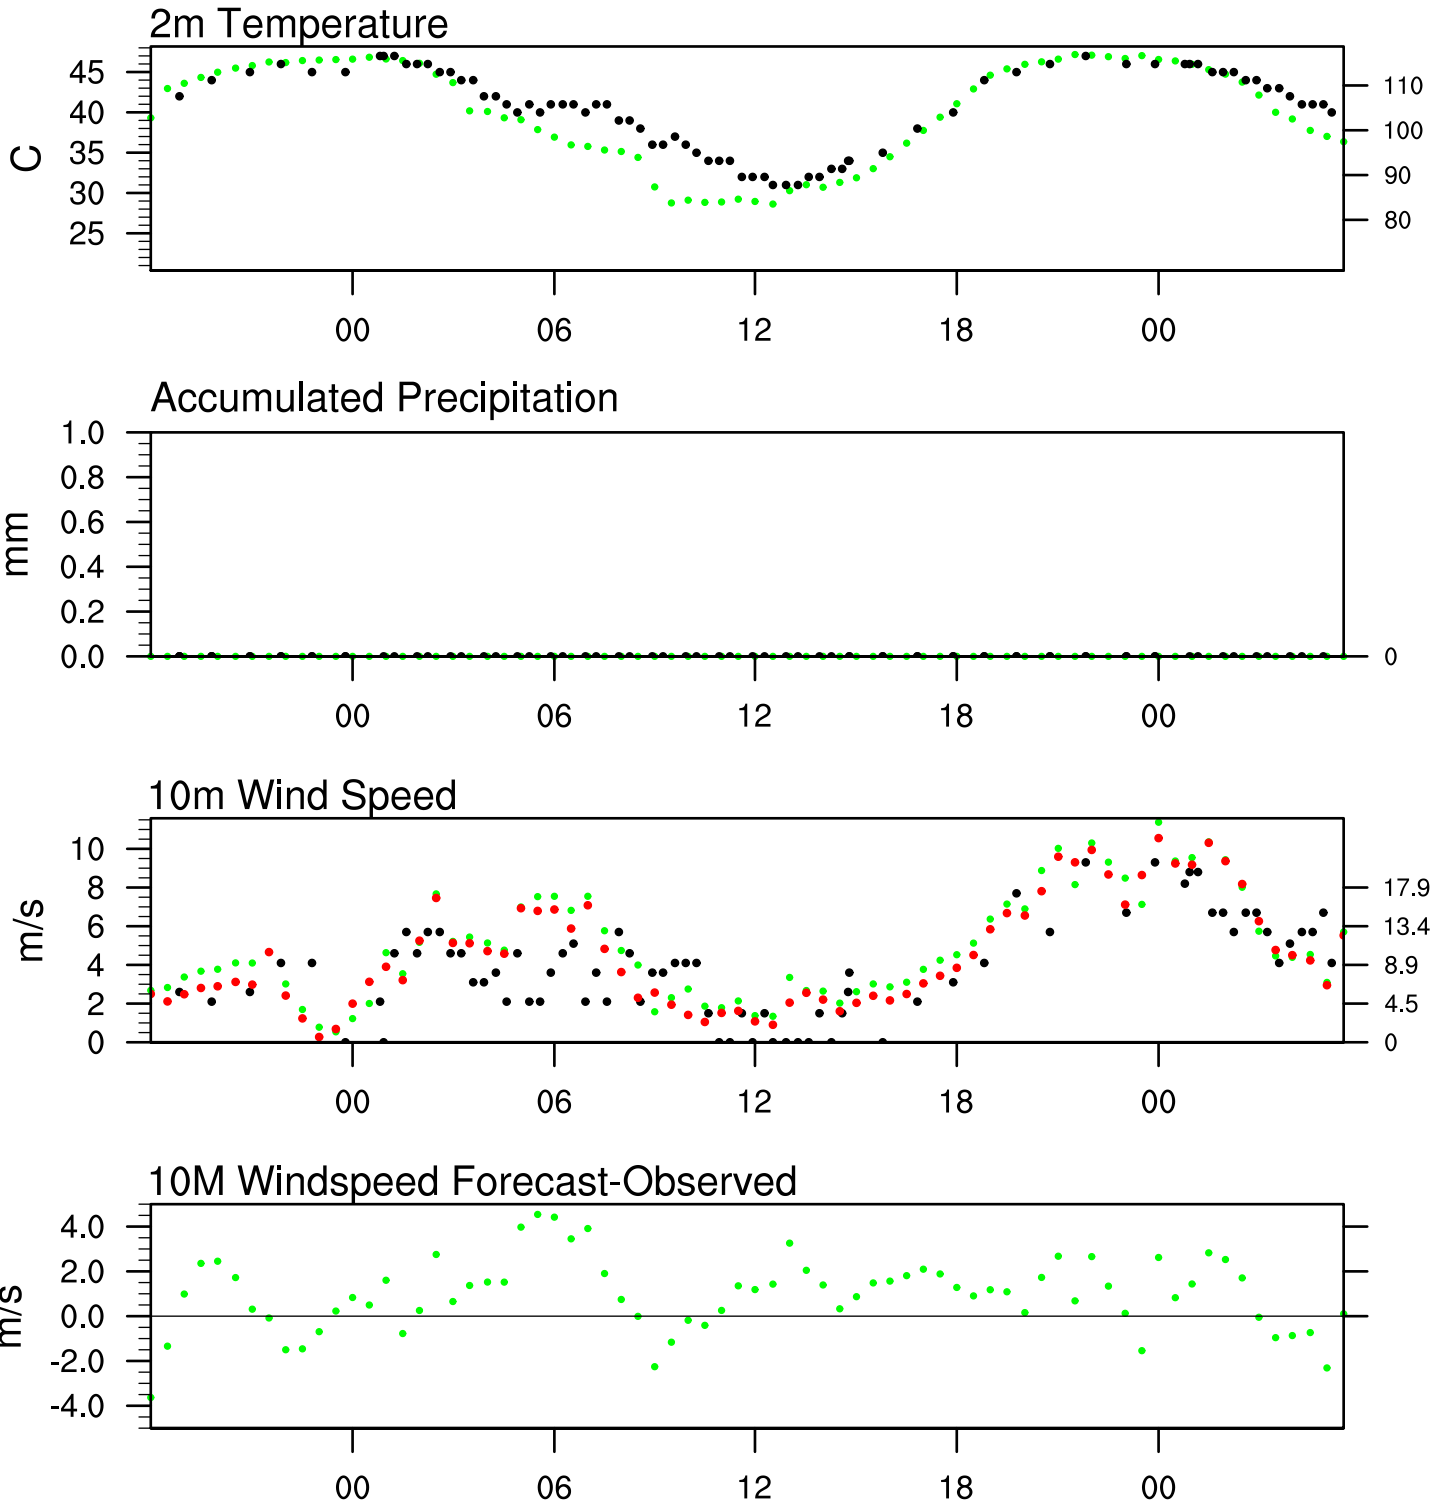 2m Temperature
45
40
35
30
25
C
110
100
90
80
00 06 12 18 00
Accumulated Precipitation
1.0
0.8
0.6
0.4
0.2
0.0
mm
0
00 06 12 18 00
10m Wind Speed
10
8
6
4
2
0
m/s
17.9
13.4
8.9
4.5
0
00 06 12 18 00
10M Windspeed Forecast-Observed
4.0
2.0
0.0
-2.0
-4.0
m/s
00 06 12 18 00